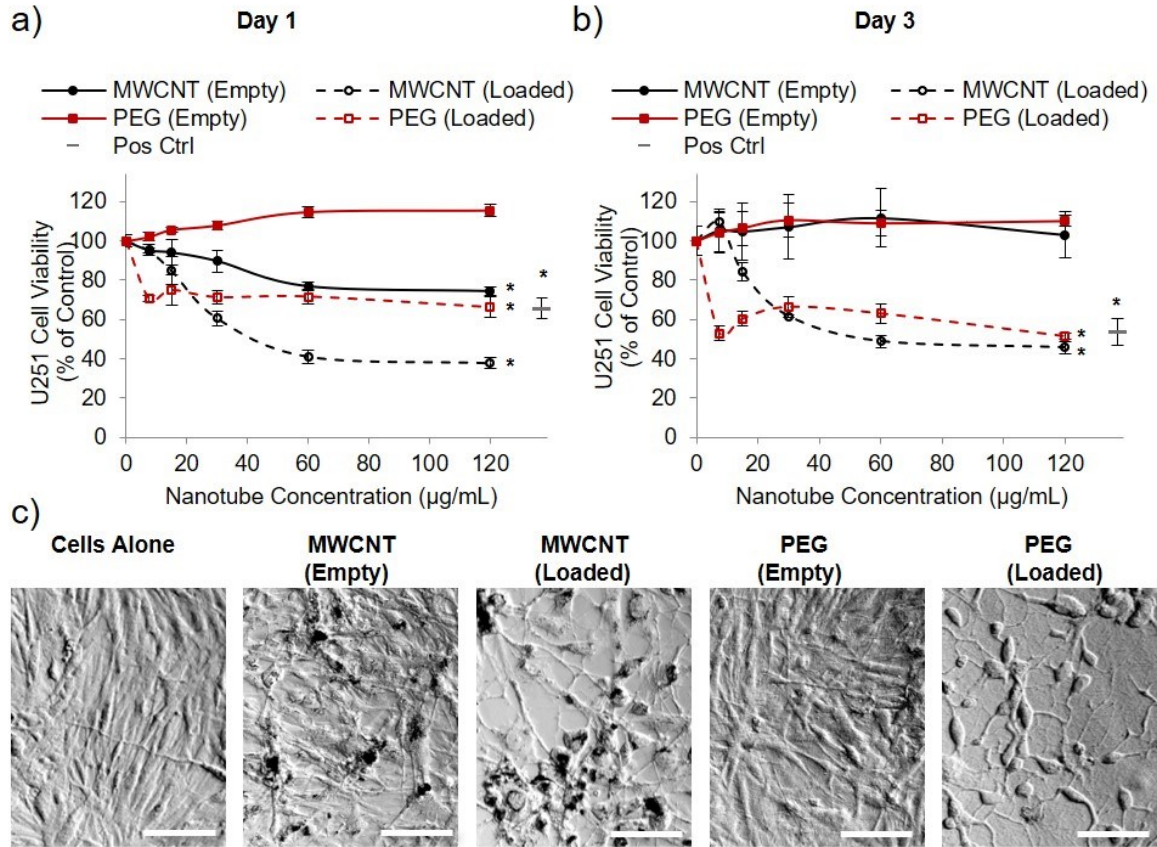 a)
Day 1
MWCNT (Empty)
MWCNT (Loaded)
PEG (Empty)
PEG (Loaded)
Pos Ctrl
U251 Cell Viability
(% of Control)
120
100
80
60
40
20
0
*
*
*
*
0 20 40 60 80 100 120
Nanotube Concentration (µg/mL)
b)
Day 3
MWCNT (Empty)
MWCNT (Loaded)
PEG (Empty)
PEG (Loaded)
Pos Ctrl
U251 Cell Viability
(% of Control)
120
100
80
60
40
20
0
*
*
*
0 20 40 60 80 100 120
Nanotube Concentration (µg/mL)
c)
Cells Alone
MWCNT
(Empty)
MWCNT
(Loaded)
PEG
(Empty)
PEG
(Loaded)